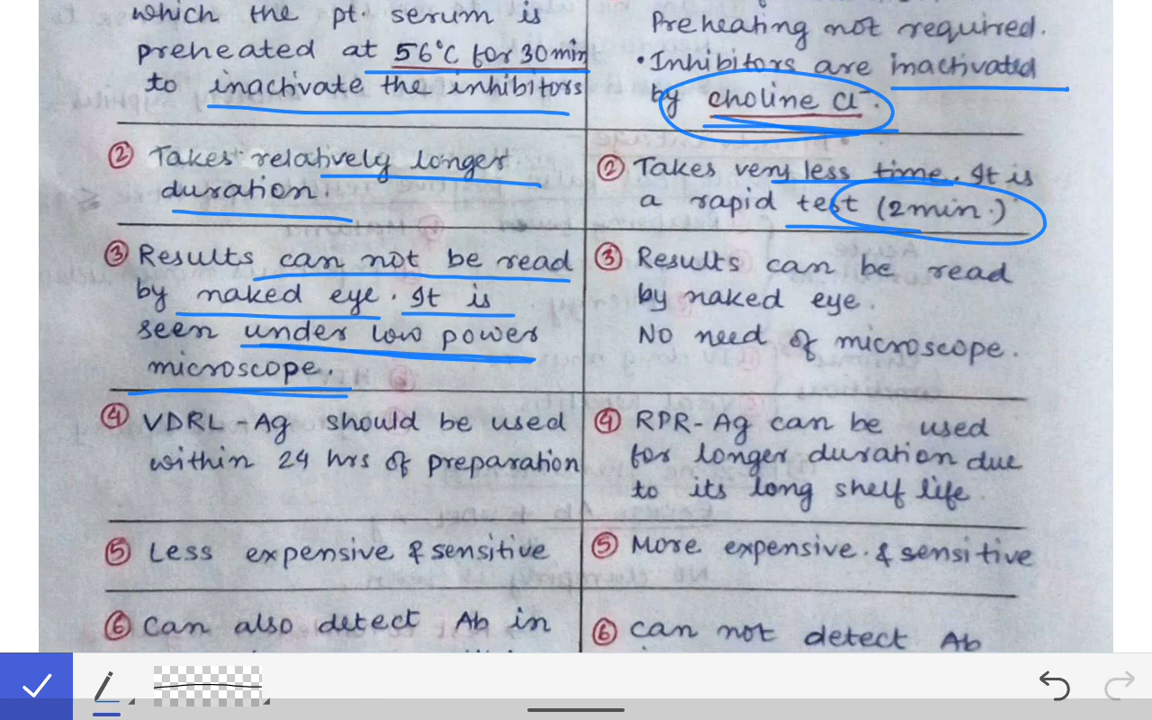 which the pt. serum is
preheated at 56°C for 30 min
to inactivate the inhibitors
② Takes relatively longer
duration
③ Results can not be read
by naked eye. It is
seen under low power
microscope.
④ VDRL - Ag should be used
within 24 hrs of preparation
⑤ Less expensive & sensitive
⑥ Can also detect Ab in
Preheating not required.
• Inhibitors are inactivated
by choline Cl⁻.
② Takes very less time. It is
a rapid test (2 min.)
③ Results can be read
by naked eye.
NO need of microscope.
④ RPR - Ag can be used
for longer duration due
to its long shelf life
⑤ More expensive. & sensitive
⑥ can not detect Ab